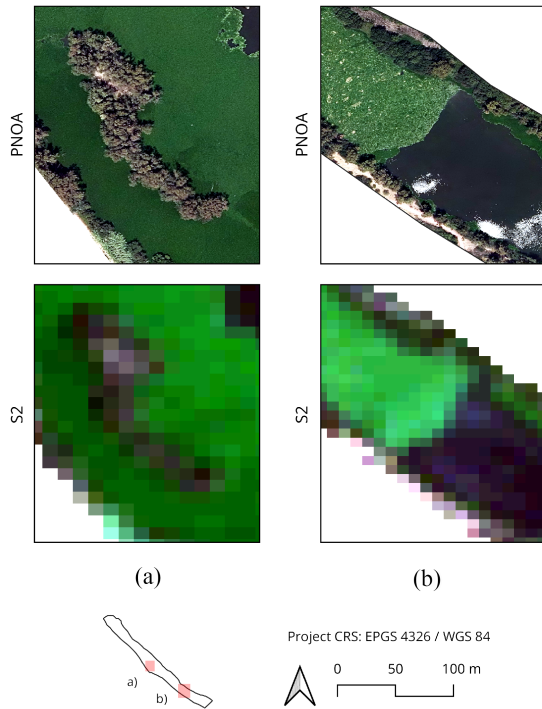 PNOA
PNOA
S2
S2
(a)
(b)
a)
b)
Project CRS: EPGS 4326 / WGS 84
0 50 100 m